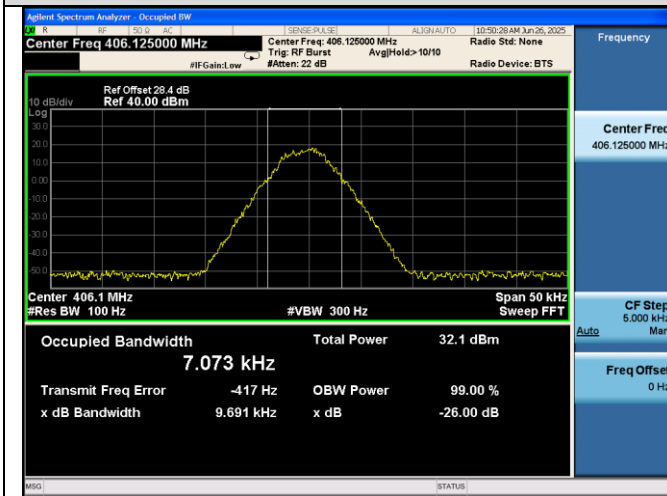 Agilent Spectrum Analyzer - Occupied BW
R RF 50 Ω AC SENSE:PULSE ALIGN AUTO 10:50:28 AM Jun 26, 2025
Center Freq 406.125000 MHz Center Freq: 406.125000 MHz Radio Std: None
Trig: RF Burst Avg|Hold:> 10/10
#IFGain:Low #Atten: 22 dB Radio Device: BTS
Ref Offset 28.4 dB
10 dB/div Ref 40.00 dBm
Log
30.0
20.0
10.0
0.00
-10.0
-20.0
-30.0
-40.0
-50.0
Center 406.1 MHz Span 50 kHz
#Res BW 100 Hz #VBW 300 Hz Sweep FFT
Occupied Bandwidth Total Power 32.1 dBm
7.073 kHz
Transmit Freq Error -417 Hz OBW Power 99.00 %
x dB Bandwidth 9.691 kHz x dB -26.00 dB
MSG STATUS
Frequency
Center Freq
406.125000 MHz
CF Step
5.000 kHz
Auto Man
Freq Offset
0 Hz